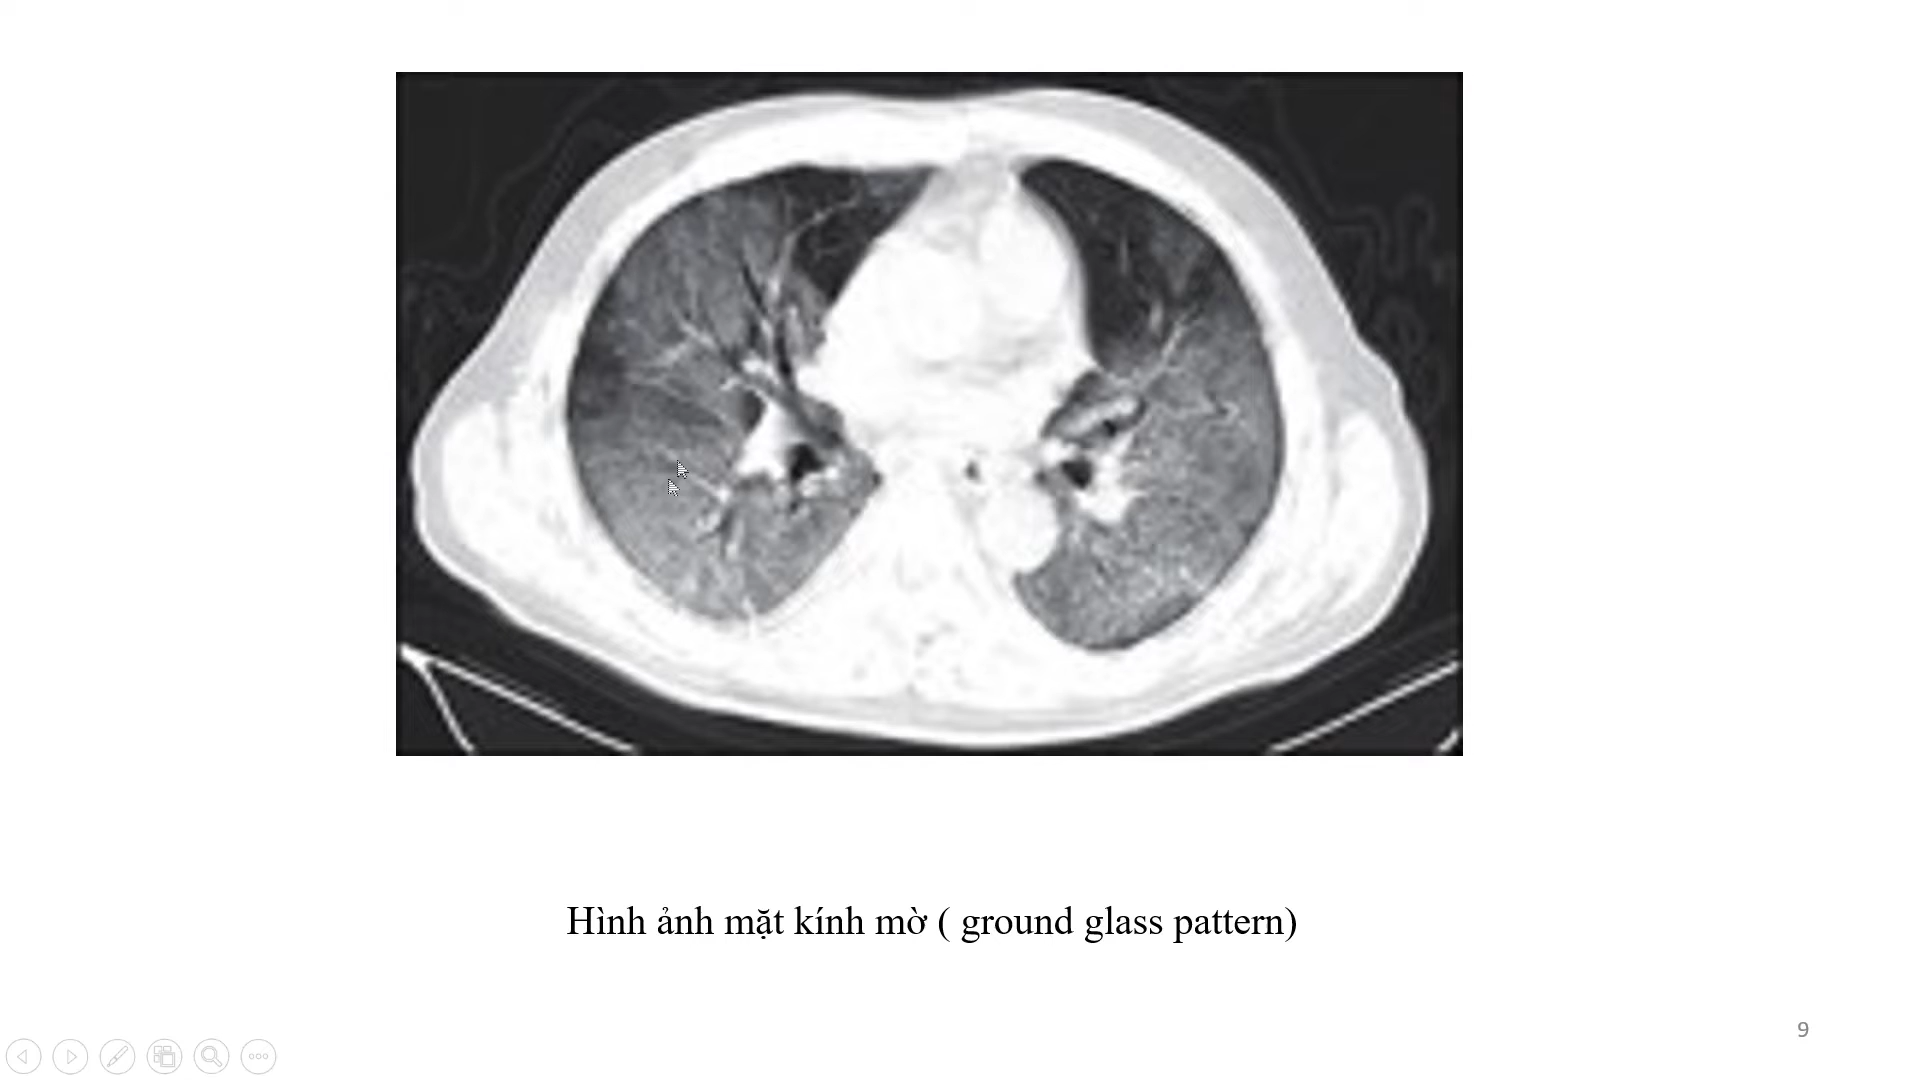 Hình ảnh mặt kính mờ ( ground glass pattern)
9